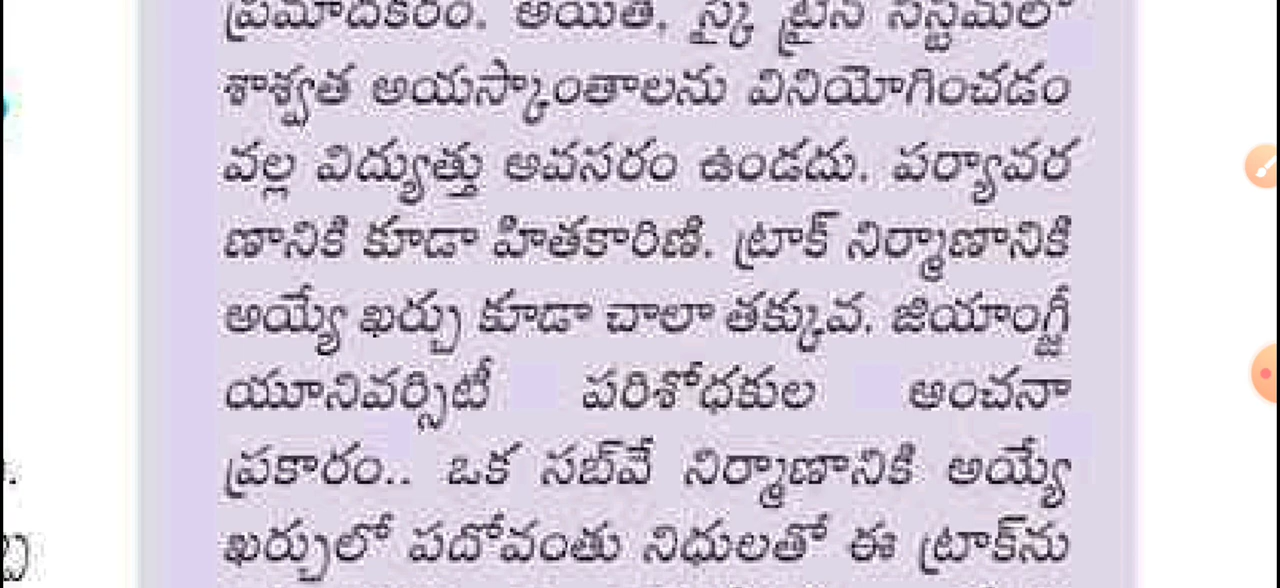 ప్రమాదకరం. అయితే, స్కై ట్రైన్ సిస్టమ్‌లో
శాశ్వత అయస్కాంతాలను వినియోగించడం
వల్ల విద్యుత్తు అవసరం ఉండదు. పర్యావర
ణానికి కూడా హితకారిణి. ట్రాక్ నిర్మాణానికి
అయ్యే ఖర్చు కూడా చాలా తక్కువ. జియాంగ్జీ
యూనివర్సిటీ పరిశోధకుల అంచనా
ప్రకారం.. ఒక సబ్‌వే నిర్మాణానికి అయ్యే
ఖర్చులో పదోవంతు నిధులతో ఈ ట్రాక్‌ను